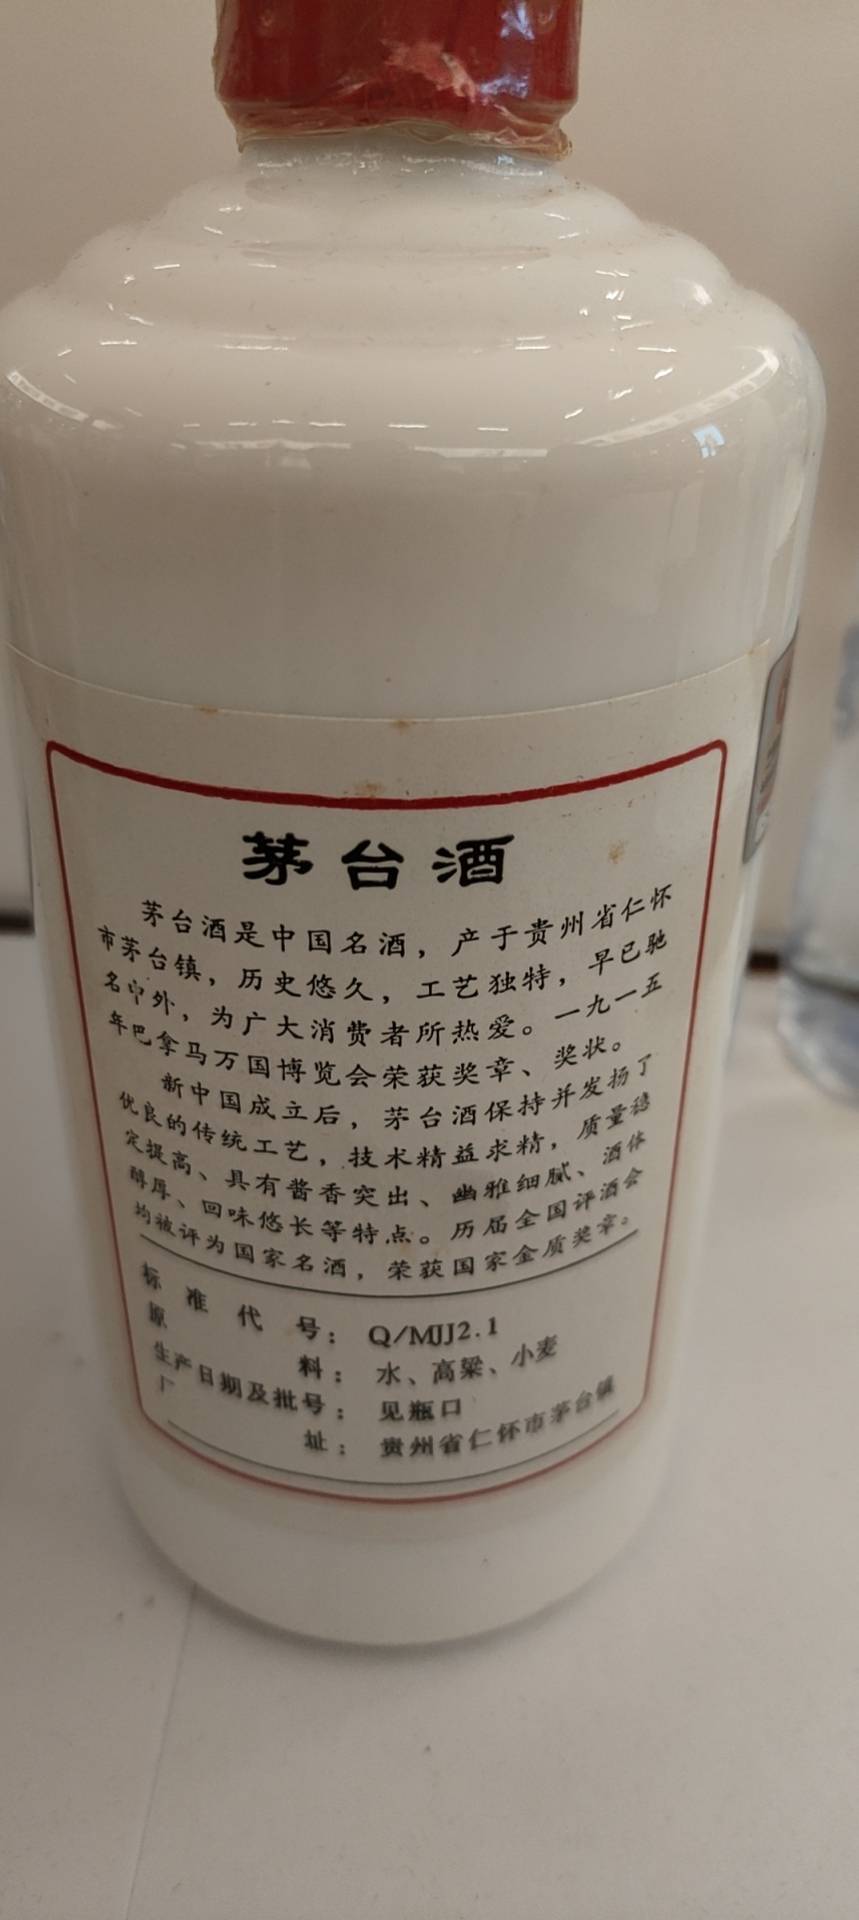 茅台酒
茅台酒是中国名酒，产于贵州省仁怀
市茅台镇，历史悠久，工艺独特，早已驰
名中外，为广大消费者所热爱。一九一五
年巴拿马万国博览会荣获奖章、奖状。
新中国成立后，茅台酒保持并发扬了
优良的传统工艺，技术精益求精，质量稳
定提高、具有酱香突出、幽雅细腻、酒体
醇厚、回味悠长等特点。历届全国评酒会
均被评为国家名酒，荣获国家金质奖章。
标准代号：Q/MJJ2.1
原料：水、高粱、小麦
生产日期及批号：见瓶口
厂址：贵州省仁怀市茅台镇